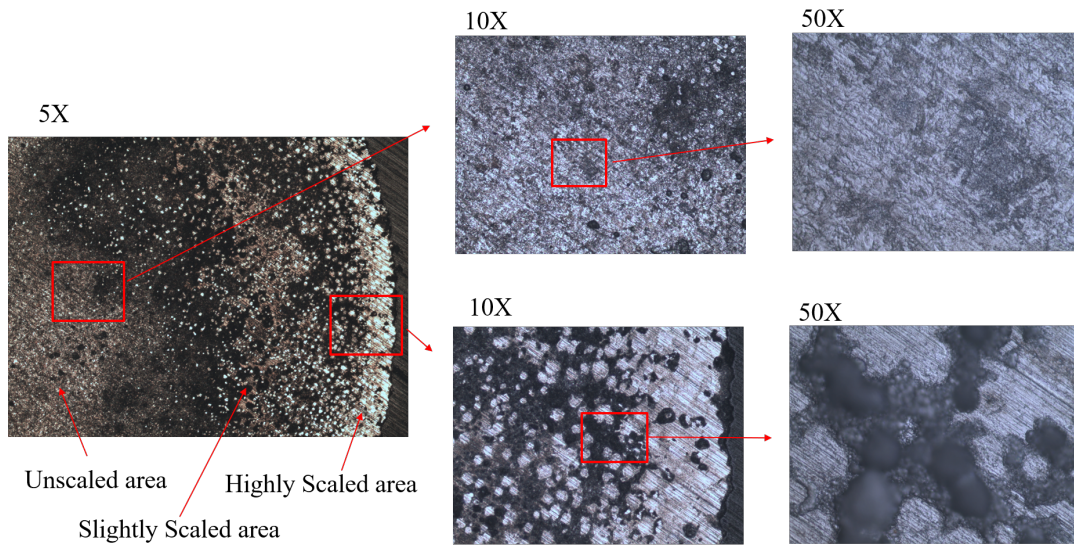 10X
50X
5X
10X
50X
Unscaled area
Highly Scaled area
Slightly Scaled area